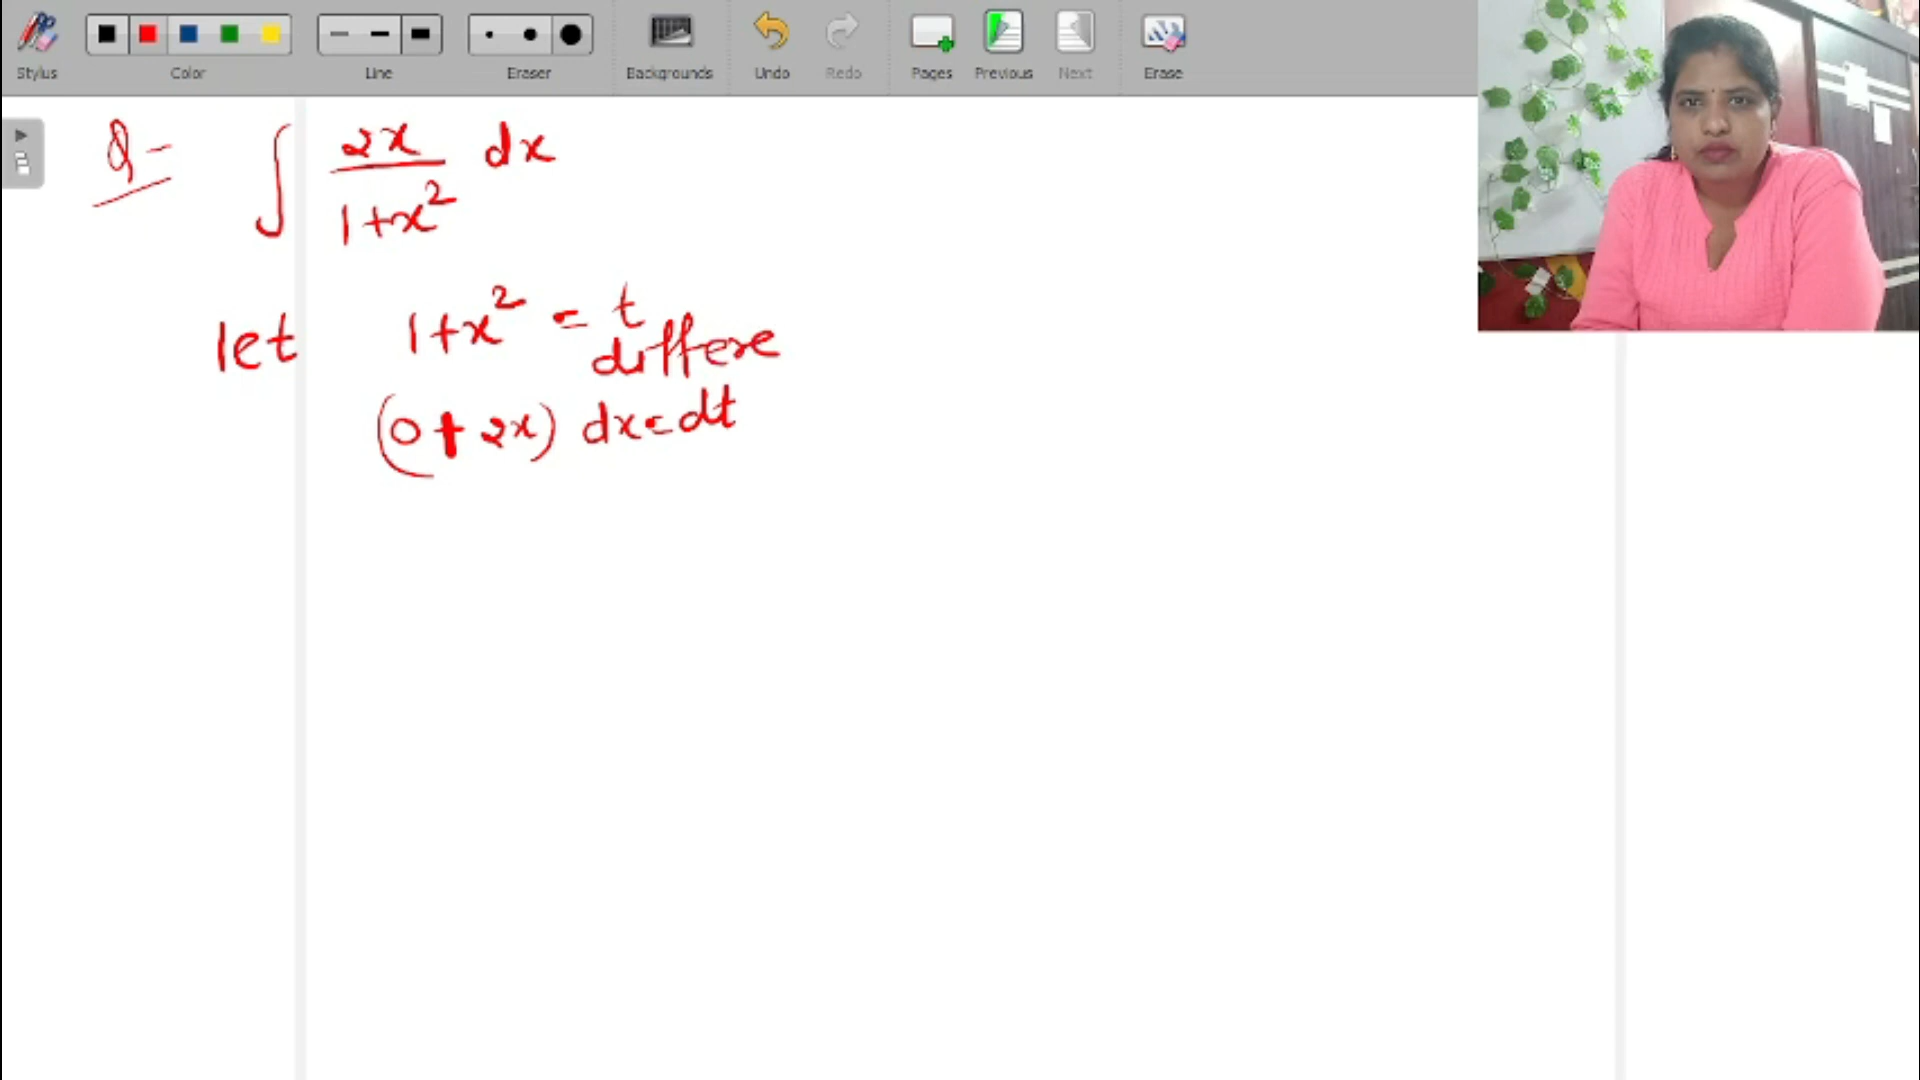 Stylus Color Line Eraser Backgrounds Undo Redo Pages Previous Next Erase
Q- ∫ 2x/1+x² dx
let 1+x² = t
differe
(0+2x) dx=dt